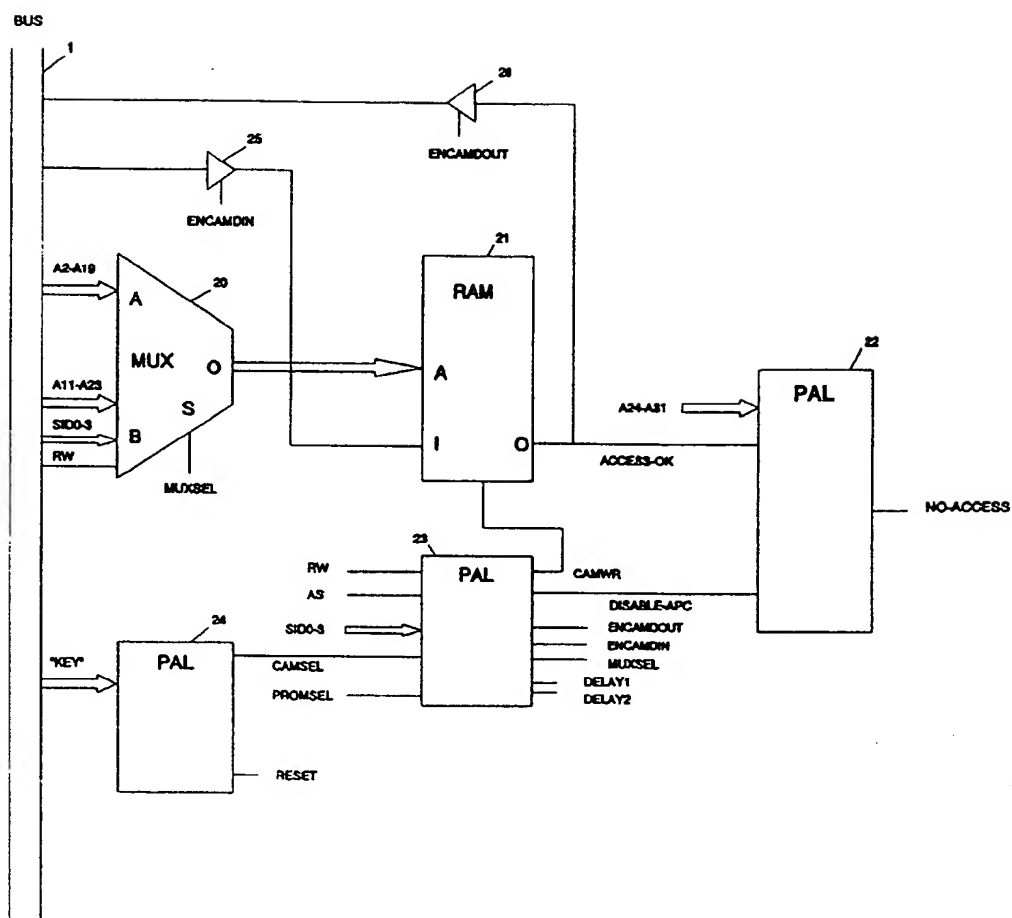 BUS
1
26
ENCAMDOUT
25
ENCAMDIN
A2-A19
20
A
MUX
O
A11-A23
S
SID0-3
B
RW
MUXSEL
21
RAM
A
I
O
ACCESS-OK
22
PAL
A24-A31
NO-ACCESS
23
PAL
RW
AS
SID0-3
CAMSEL
PROMSEL
CAMWR
DISABLE-APC
ENCAMDOUT
ENCAMDIN
MUXSEL
DELAY1
DELAY2
24
PAL
"KEY"
RESET